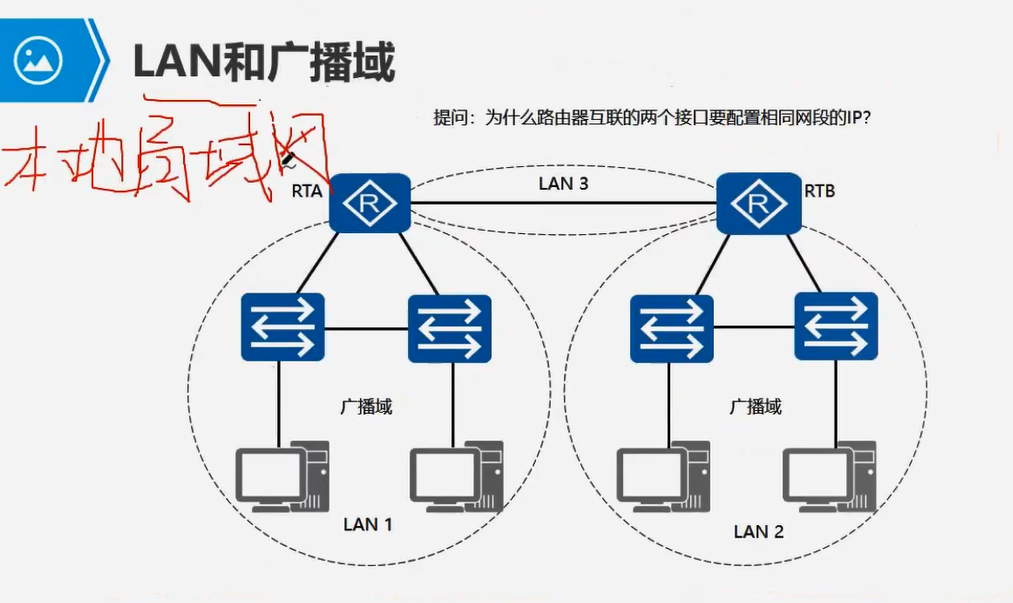 LAN和广播域
本地局域网
提问：为什么路由器互联的两个接口要配置相同网段的IP?
RTA
R
LAN 3
R
RTB
广播域
广播域
LAN 1
LAN 2